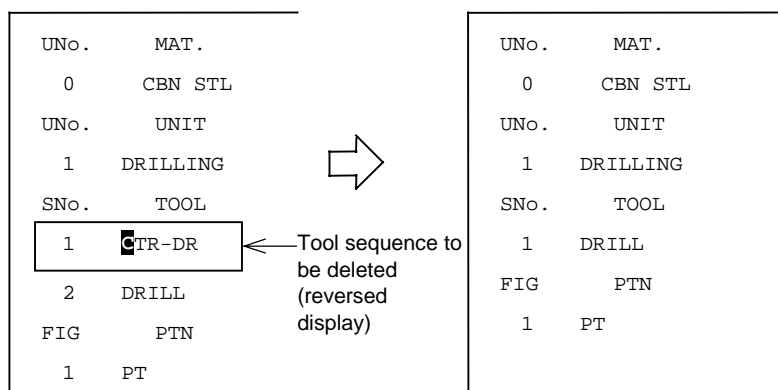 UNo. MAT.
0 CBN STL
UNo. UNIT
1 DRILLING
SNo. TOOL
1 CTR-DR
2 DRILL
FIG PTN
1 PT
Tool sequence to
be deleted
(reversed
display)
UNo. MAT.
0 CBN STL
UNo. UNIT
1 DRILLING
SNo. TOOL
1 DRILL
FIG PTN
1 PT